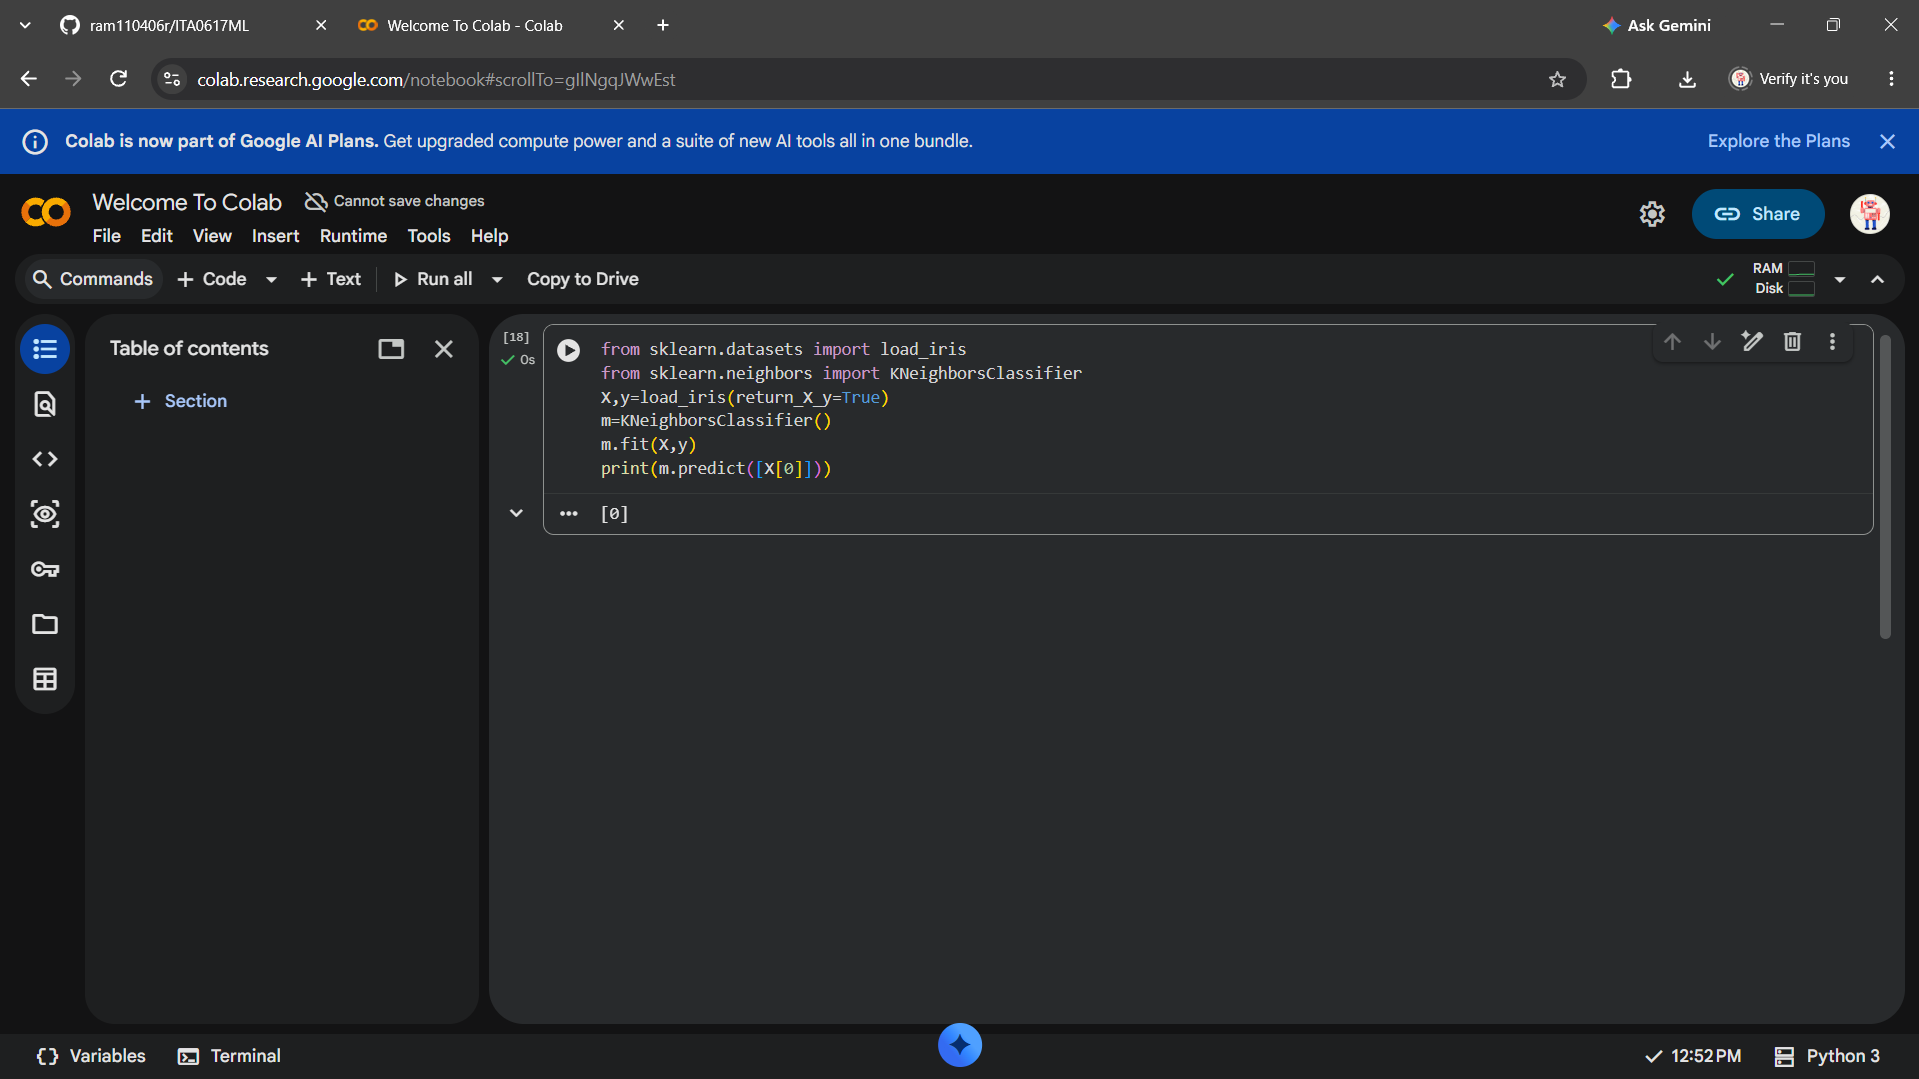 ram110406r/ITA0617ML
Welcome To Colab - Colab
Ask Gemini
colab.research.google.com/notebook#scrollTo=gIlNgqJWwEst
Verify it's you
Colab is now part of Google AI Plans. Get upgraded compute power and a suite of new AI tools all in one bundle.
Explore the Plans
Welcome To Colab
Cannot save changes
Share
File Edit View Insert Runtime Tools Help
Commands + Code + Text Run all Copy to Drive
RAM
Disk
Table of contents
+ Section
[18]
0s
from sklearn.datasets import load_iris
from sklearn.neighbors import KNeighborsClassifier
X,y=load_iris(return_X_y=True)
m=KNeighborsClassifier()
m.fit(X,y)
print(m.predict([X[0]]))
[0]
Variables
Terminal
12:52 PM
Python 3